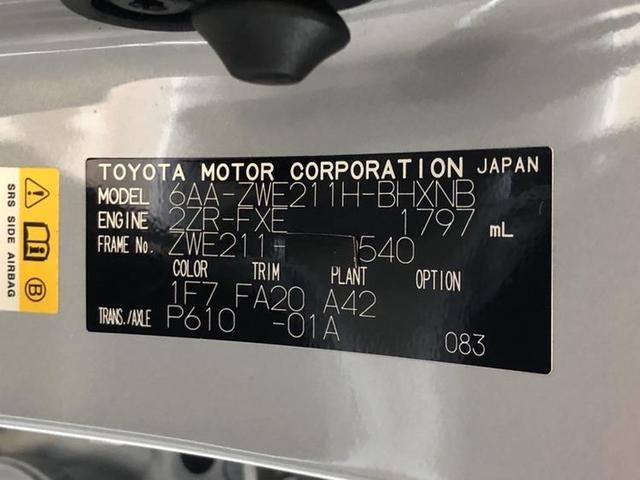 TOYOTA MOTOR CORPORATION JAPAN
MODEL 6AA-ZWE211H-BHXNB
ENGINE 2ZR-FXE 1797 mL
FRAME No. ZWE211- 540
COLOR TRIM PLANT OPTION
1F7 FA20 A42
TRANS./AXLE P610 -01A
083
SRS SIDE AIRBAG
B